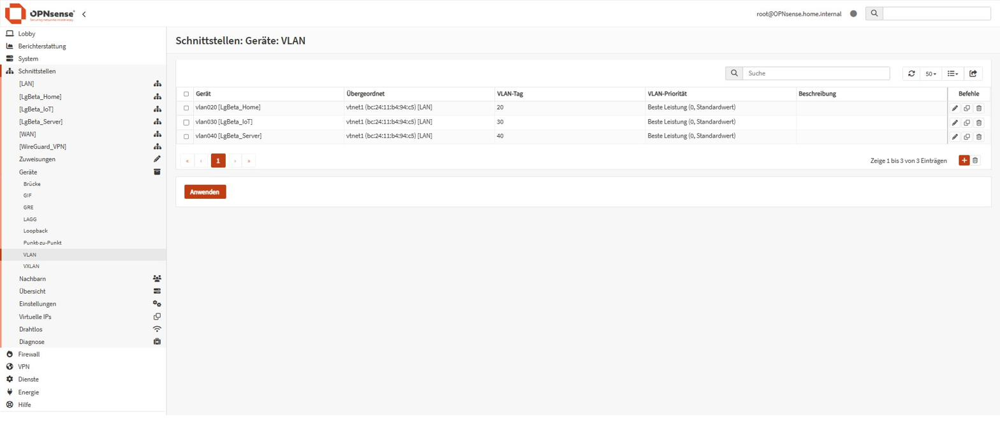 OPNsense®
Securing networks made easy
root@OPNsense.home.internal
Lobby
Berichterstattung
System
Schnittstellen
[LAN]
[LgBeta_Home]
[LgBeta_IoT]
[LgBeta_Server]
[WAN]
[WireGuard_VPN]
Zuweisungen
Geräte
Brücke
GIF
GRE
LAGG
Loopback
Punkt-zu-Punkt
VLAN
VXLAN
Nachbarn
Übersicht
Einstellungen
Virtuelle IPs
Drahtlos
Diagnose
Firewall
VPN
Dienste
Energie
Hilfe
Schnittstellen: Geräte: VLAN
Suche
50
Gerät Übergeordnet VLAN-Tag VLAN-Priorität Beschreibung Befehle
vlan020 [LgBeta_Home] vtnet1 (bc:24:11:b4:94:c5) [LAN] 20 Beste Leistung (0, Standardwert)
vlan030 [LgBeta_IoT] vtnet1 (bc:24:11:b4:94:c5) [LAN] 30 Beste Leistung (0, Standardwert)
vlan040 [LgBeta_Server] vtnet1 (bc:24:11:b4:94:c5) [LAN] 40 Beste Leistung (0, Standardwert)
« ‹ 1 › »
Zeige 1 bis 3 von 3 Einträgen
Anwenden